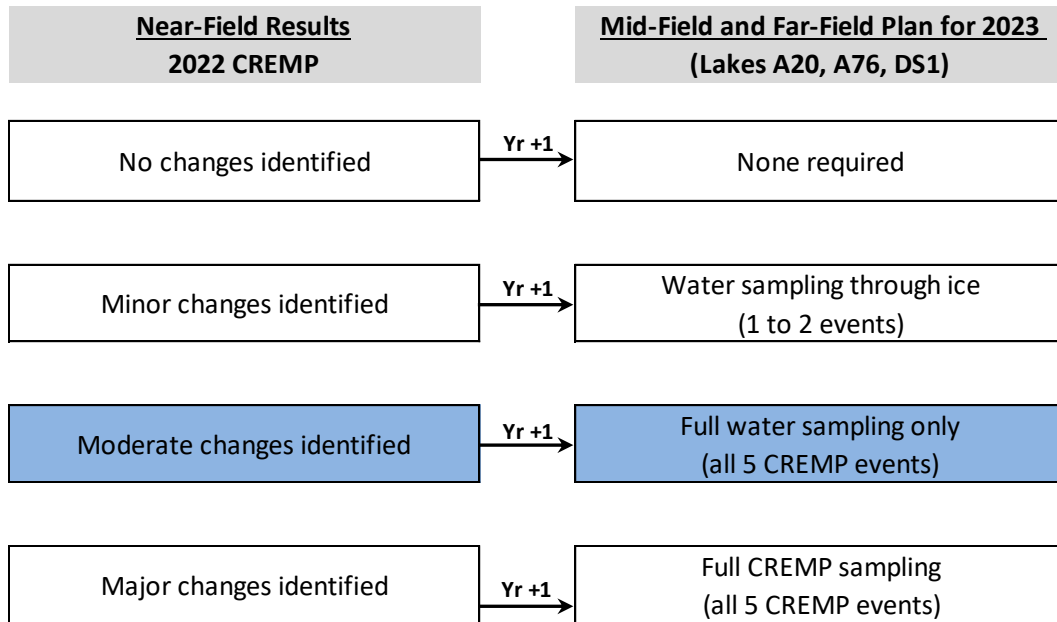 Near-Field Results
2022 CREMP
Mid-Field and Far-Field Plan for 2023
(Lakes A20, A76, DS1)
No changes identified
Yr +1
None required
Minor changes identified
Yr +1
Water sampling through ice
(1 to 2 events)
Moderate changes identified
Yr +1
Full water sampling only
(all 5 CREMP events)
Major changes identified
Yr +1
Full CREMP sampling
(all 5 CREMP events)